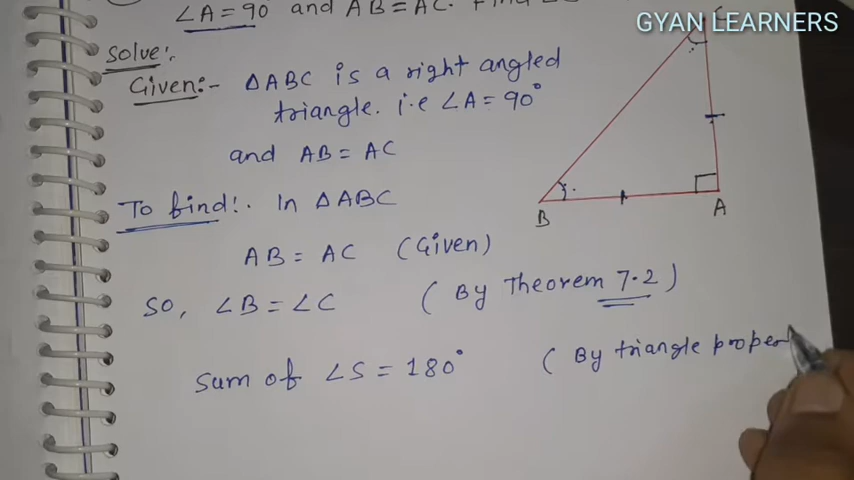 ∠A = 90 and AB = AC. Find ∠
GYAN LEARNERS
Solve:.
Given:- ΔABC is a right angled
triangle. i.e ∠A = 90°
and AB = AC
B
A
To find:. In ΔABC
AB = AC (Given)
So, ∠B = ∠C ( By Theorem 7.2 )
Sum of ∠S = 180° ( By triangle proper